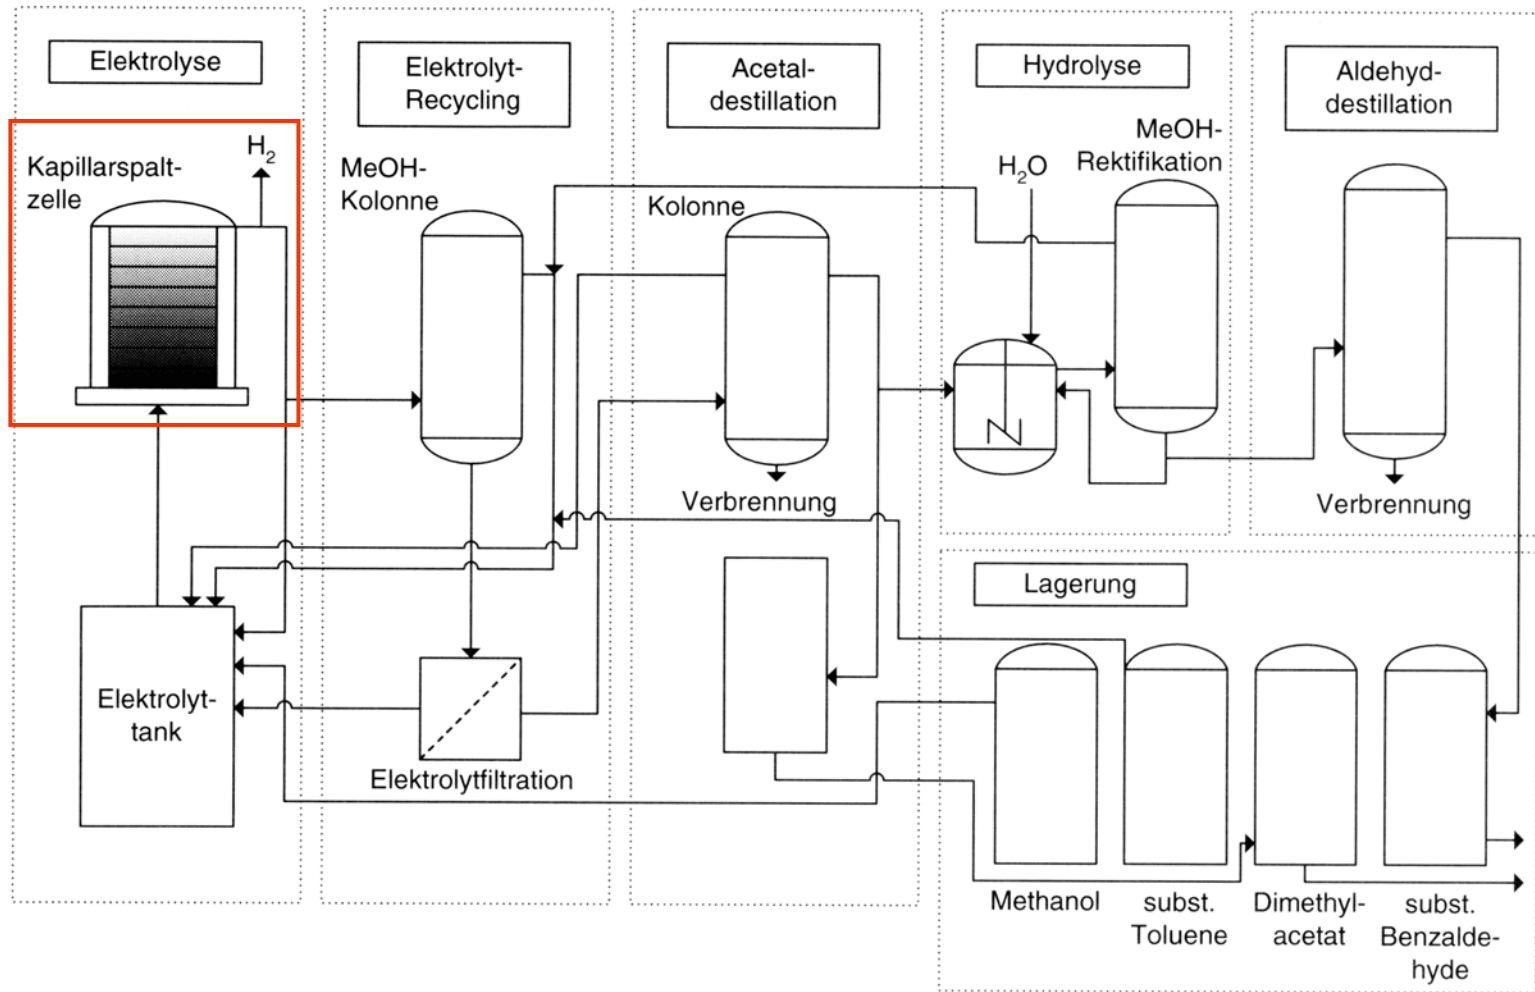 Elektrolyse
Elektrolyt-
Recycling
Acetal-
destillation
Hydrolyse
Aldehyd-
destillation
Kapillarspalt-
zelle
H₂
MeOH-
Kolonne
Kolonne
H₂O
MeOH-
Rektifikation
Verbrennung
Verbrennung
Lagerung
Elektrolyt-
tank
Elektrolytfiltration
Methanol
subst.
Toluene
Dimethyl-
acetat
subst.
Benzalde-
hyde